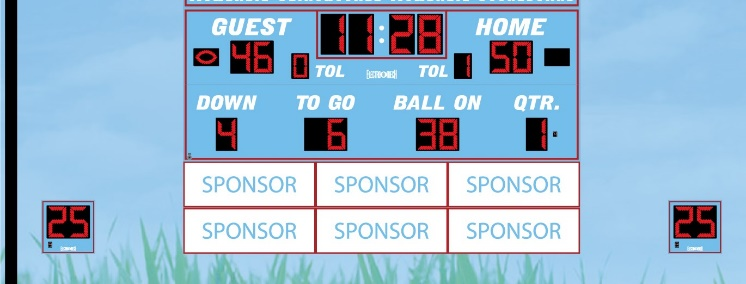 GUEST 11:28 HOME
46 0 TOL TOL 1 50
DOWN TO GO BALL ON QTR.
4 6 38 1
SPONSOR SPONSOR SPONSOR
SPONSOR SPONSOR SPONSOR
25 25